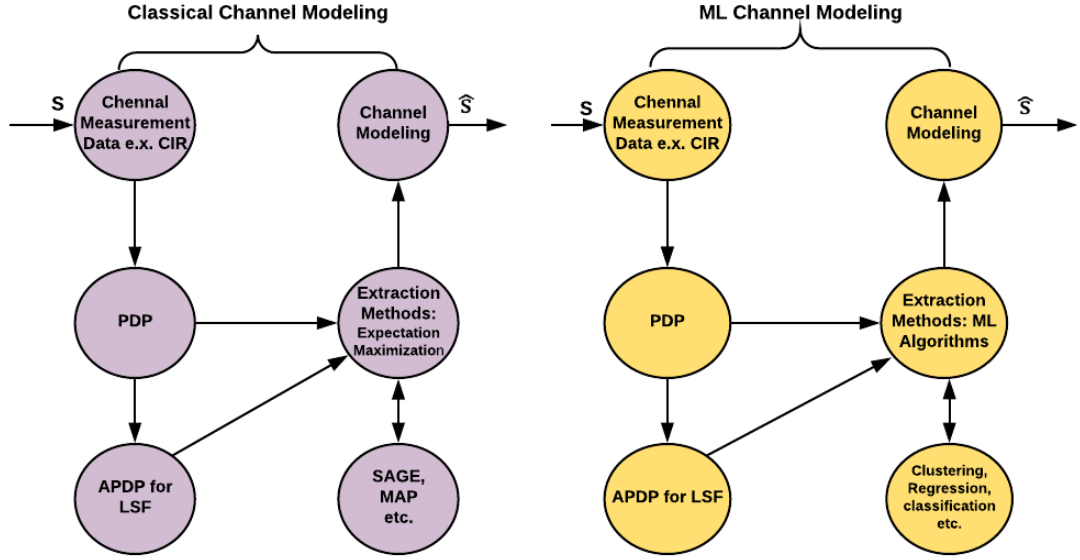 Classical Channel Modeling
S
Chennal
Measurement
Data e.x. CIR
Channel
Modeling
ŝ
PDP
Extraction
Methods:
Expectation
Maximization
APDP for
LSF
SAGE,
MAP
etc.
ML Channel Modeling
S
Chennal
Measurement
Data e.x. CIR
Channel
Modeling
ŝ
PDP
Extraction
Methods: ML
Algorithms
APDP for LSF
Clustering,
Regression,
classification
etc.